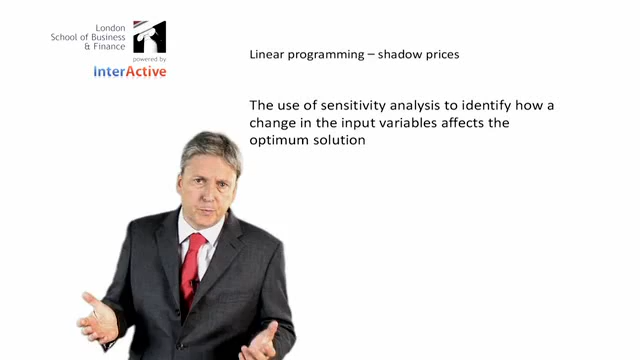 London
School of Business
& Finance
powered by
InterActive
Linear programming – shadow prices
The use of sensitivity analysis to identify how a
change in the input variables affects the
optimum solution